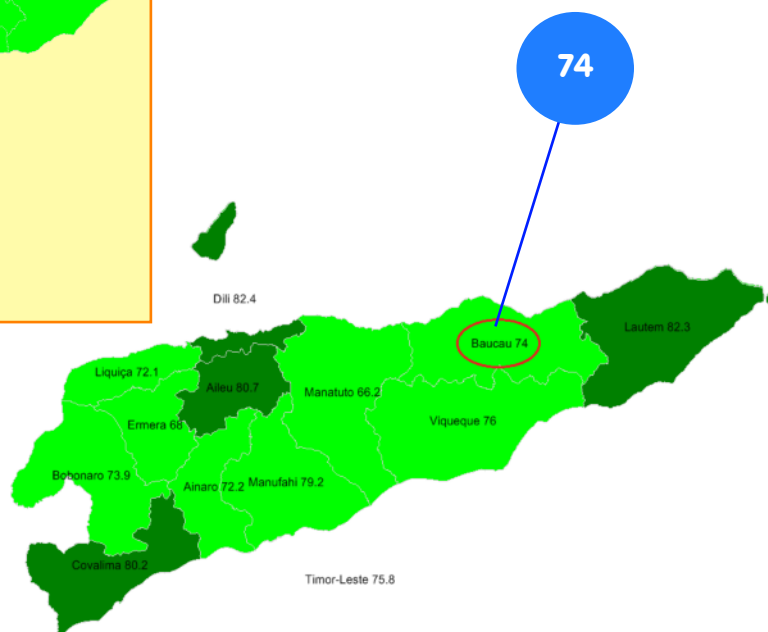 74
Dili 82.4
Lautem 82.3
Baucau 74
Liquiça 72.1
Aileu 80.7
Manatuto 66.2
Viqueque 76
Ermera 68
Bobonaro 73.9
Ainaro 72.2
Manufahi 79.2
Covalima 80.2
Timor-Leste 75.8